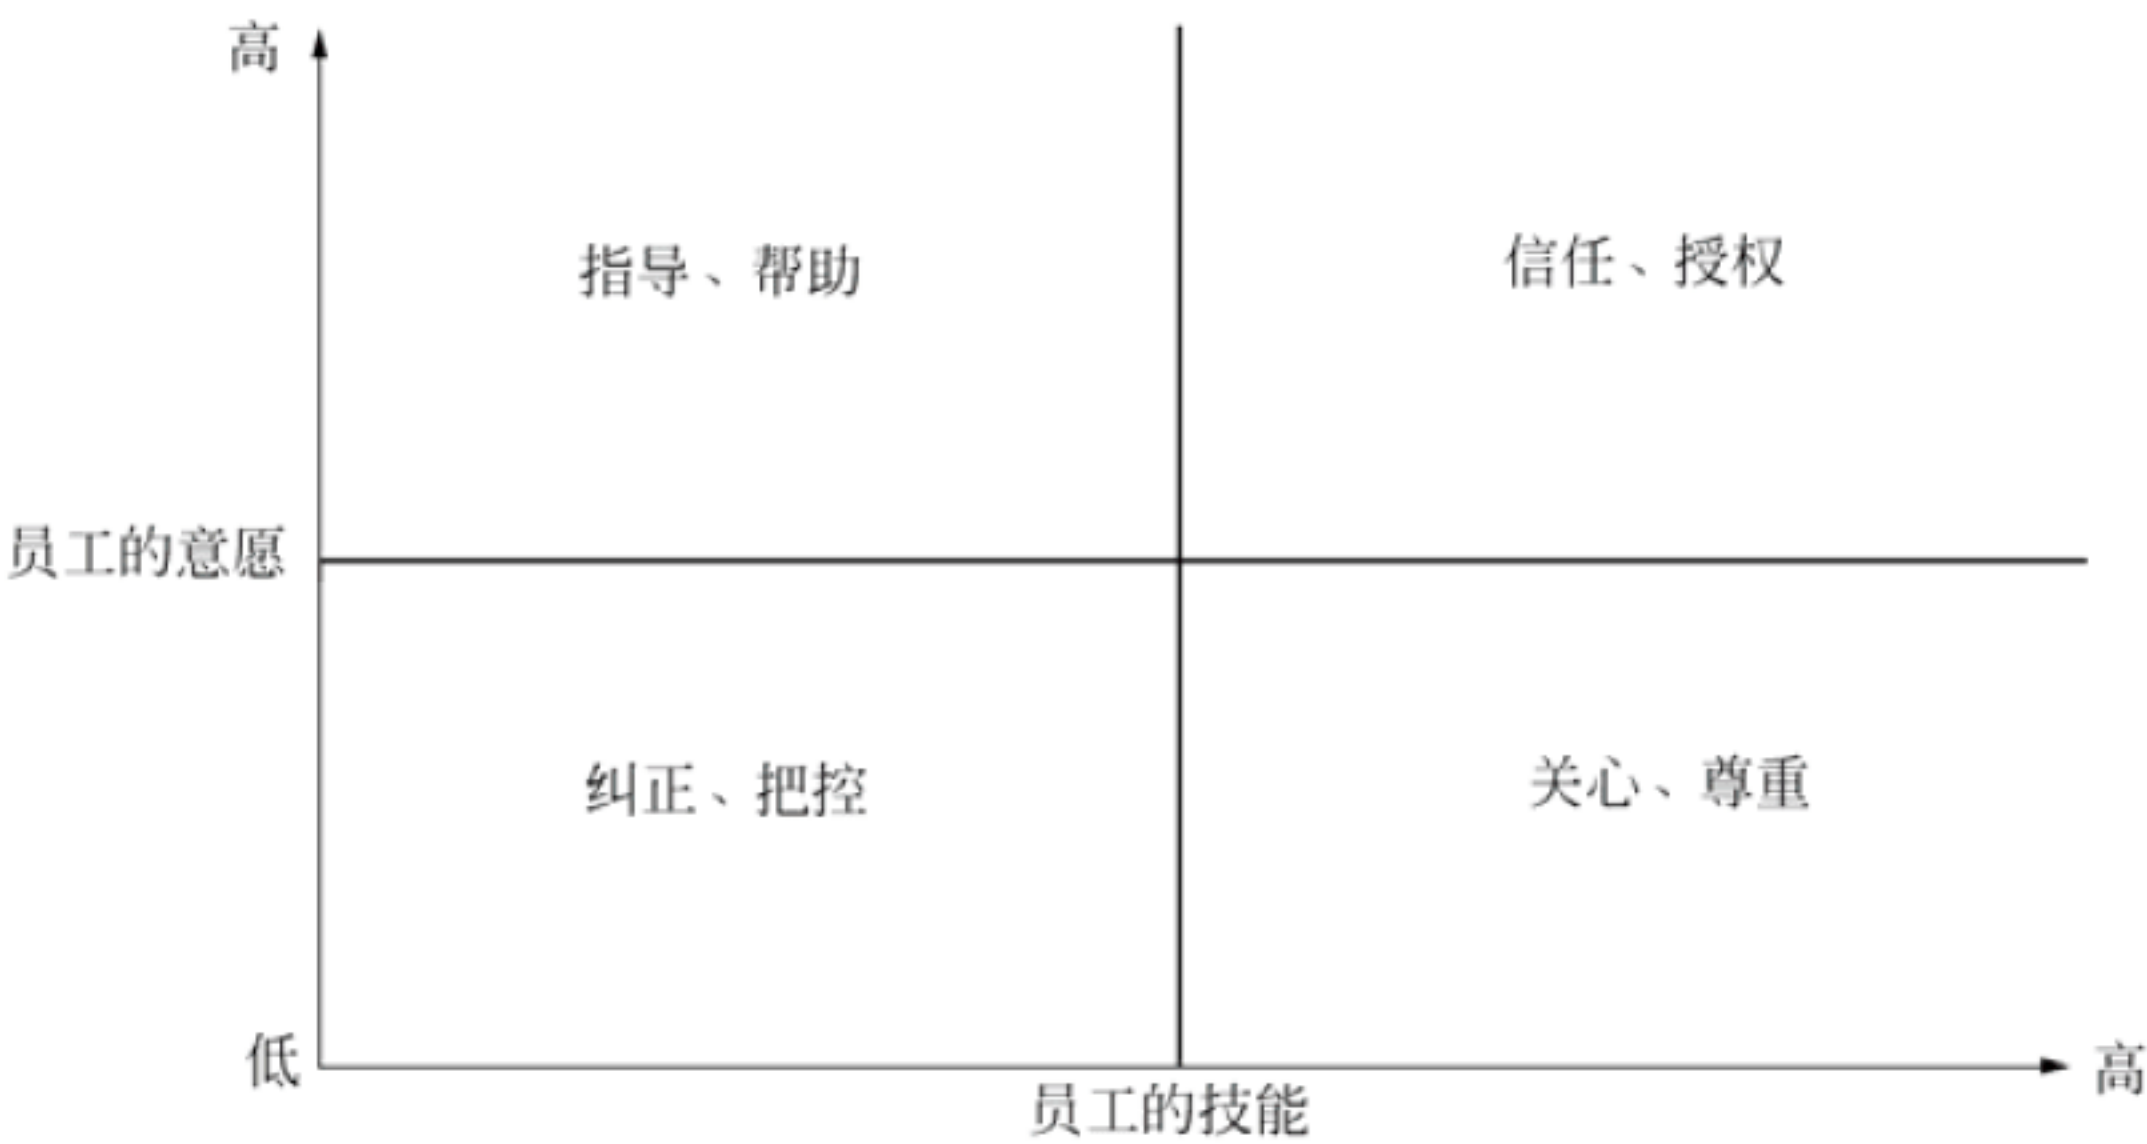 高
指导、帮助
信任、授权
员工的意愿
纠正、把控
关心、尊重
低
高
员工的技能